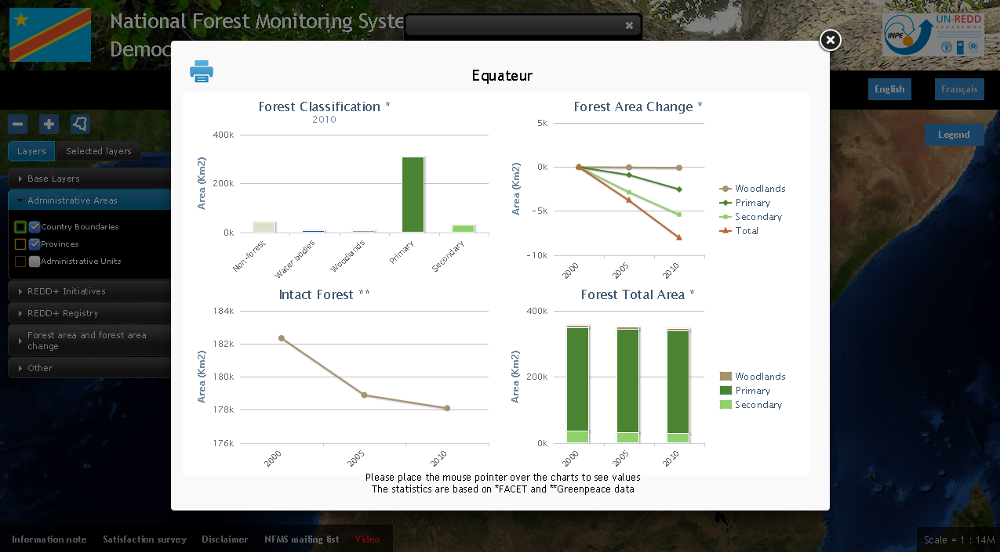 National Forest Monitoring Syste
Democ
INPE
UN-REDD
PROGRAMME
English
Français
Legend
Layers
Selected layers
Base Layers
Administrative Areas
Country Boundaries
Provinces
Administrative Units
REDD+ Initiatives
REDD+ Registry
Forest area and forest area
change
Other
Equateur
Forest Classification *
2010
Area (Km2)
400k
200k
0k
Non-forest
Water bodies
Woodlands
Primary
Secondary
Forest Area Change *
Area (Km2)
5k
0k
-5k
-10k
2000
2005
2010
Woodlands
Primary
Secondary
Total
Intact Forest **
Area (Km2)
184k
182k
180k
178k
176k
2000
2005
2010
Forest Total Area *
Area (Km2)
400k
200k
0k
2000
2005
2010
Woodlands
Primary
Secondary
Please place the mouse pointer over the charts to see values
The statistics are based on *FACET and **Greenpeace data
Information note
Satisfaction survey
Disclaimer
NFMS mailing list
Video
Scale = 1 : 14M